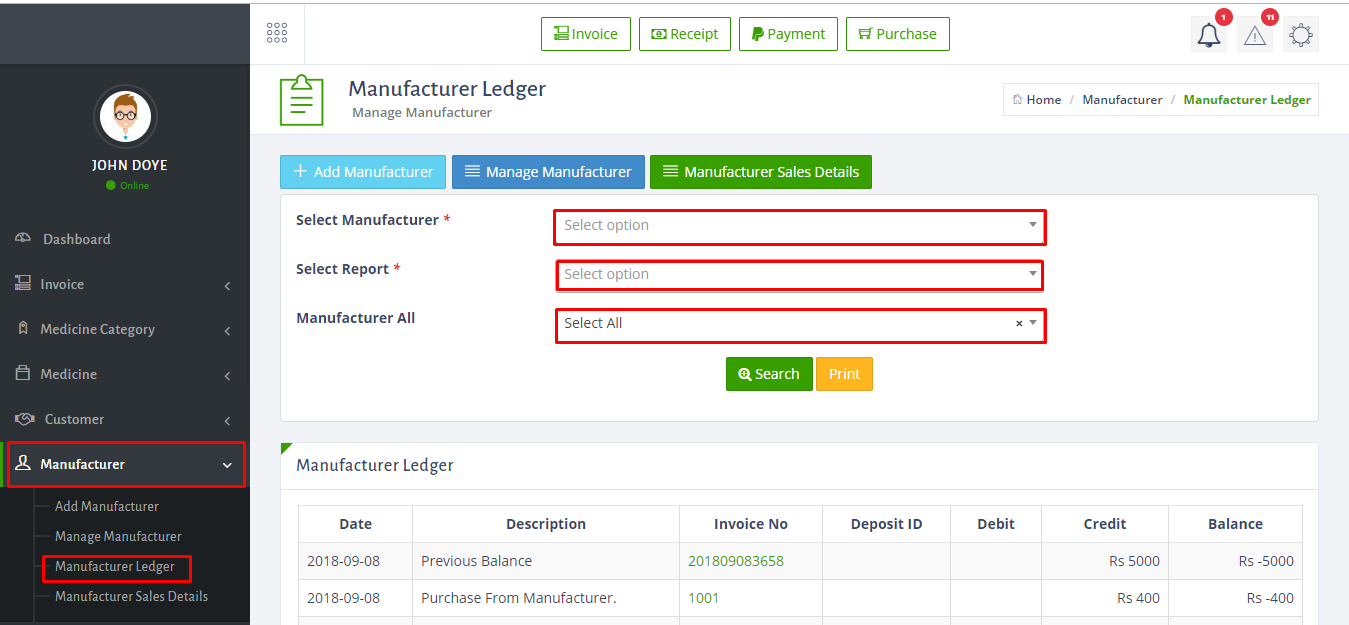 1
11
Invoice
Receipt
Payment
Purchase
Manufacturer Ledger
Manage Manufacturer
Home / Manufacturer / Manufacturer Ledger
JOHN DOYE
Online
Dashboard
Invoice
Medicine Category
Medicine
Customer
Manufacturer
Add Manufacturer
Manage Manufacturer
Manufacturer Ledger
Manufacturer Sales Details
Add Manufacturer
Manage Manufacturer
Manufacturer Sales Details
Select Manufacturer *
Select option
Select Report *
Select option
Manufacturer All
Select All ×
Search
Print
Manufacturer Ledger
Date Description Invoice No Deposit ID Debit Credit Balance
2018-09-08 Previous Balance 201809083658 Rs 5000 Rs -5000
2018-09-08 Purchase From Manufacturer. 1001 Rs 400 Rs -400